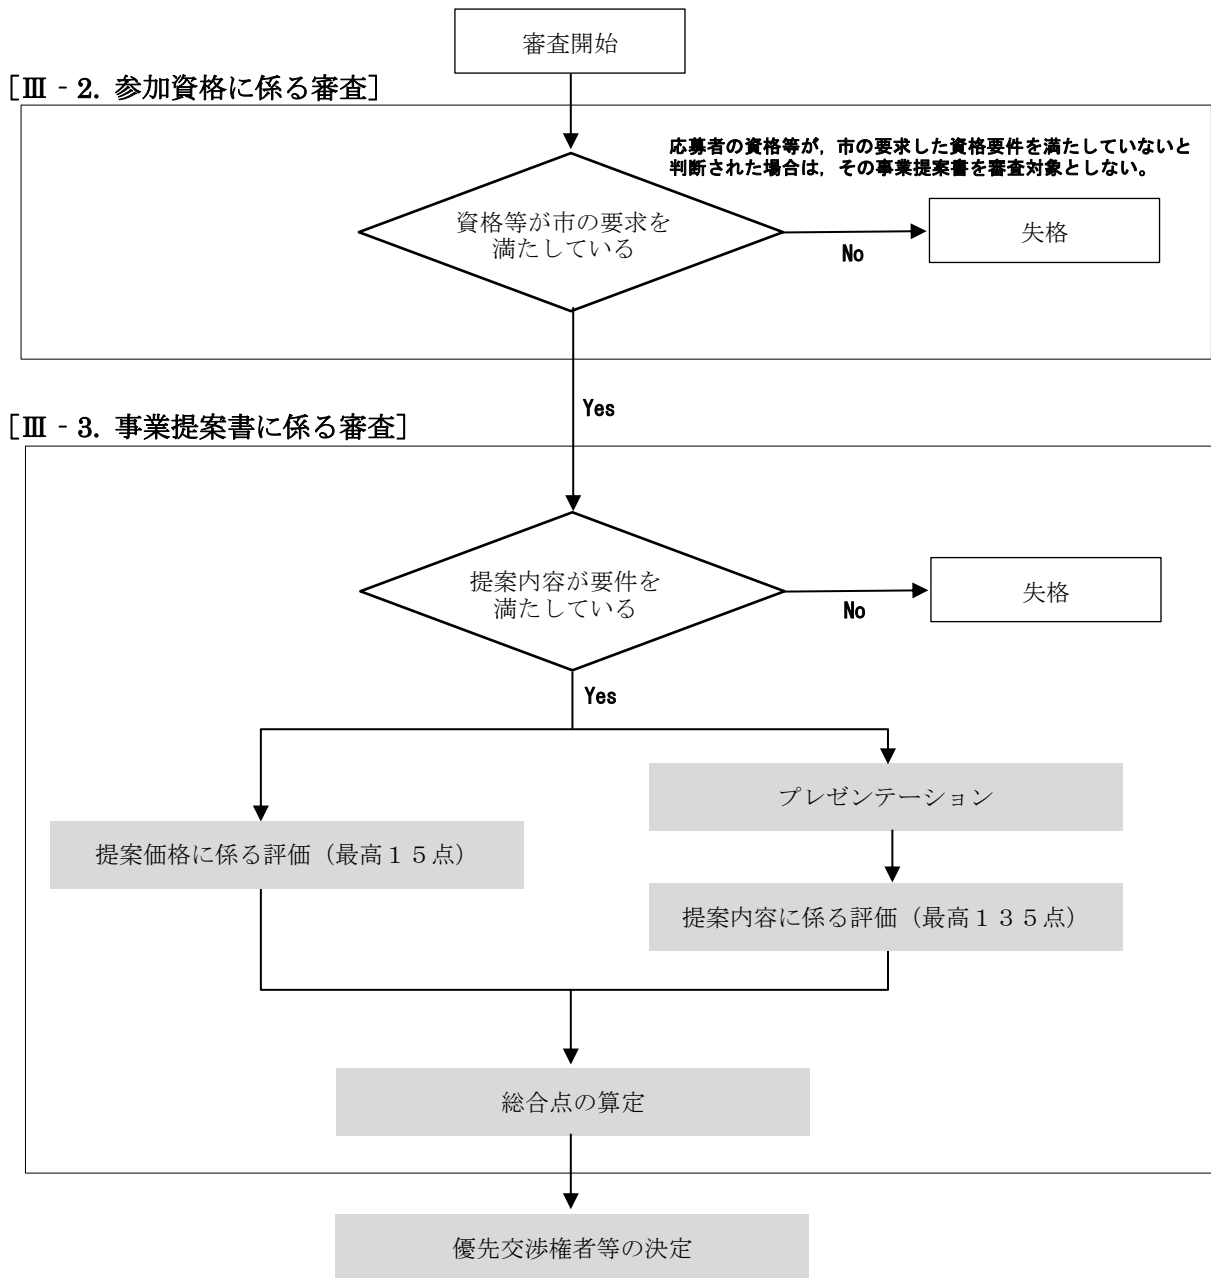 審査開始
[Ⅲ‐2. 参加資格に係る審査]
応募者の資格等が，市の要求した資格要件を満たしていないと
判断された場合は，その事業提案書を審査対象としない。
資格等が市の要求を
満たしている
No
失格
Yes
[Ⅲ‐3. 事業提案書に係る審査]
提案内容が要件を
満たしている
No
失格
Yes
プレゼンテーション
提案価格に係る評価（最高１５点）
提案内容に係る評価（最高１３５点）
総合点の算定
優先交渉権者等の決定